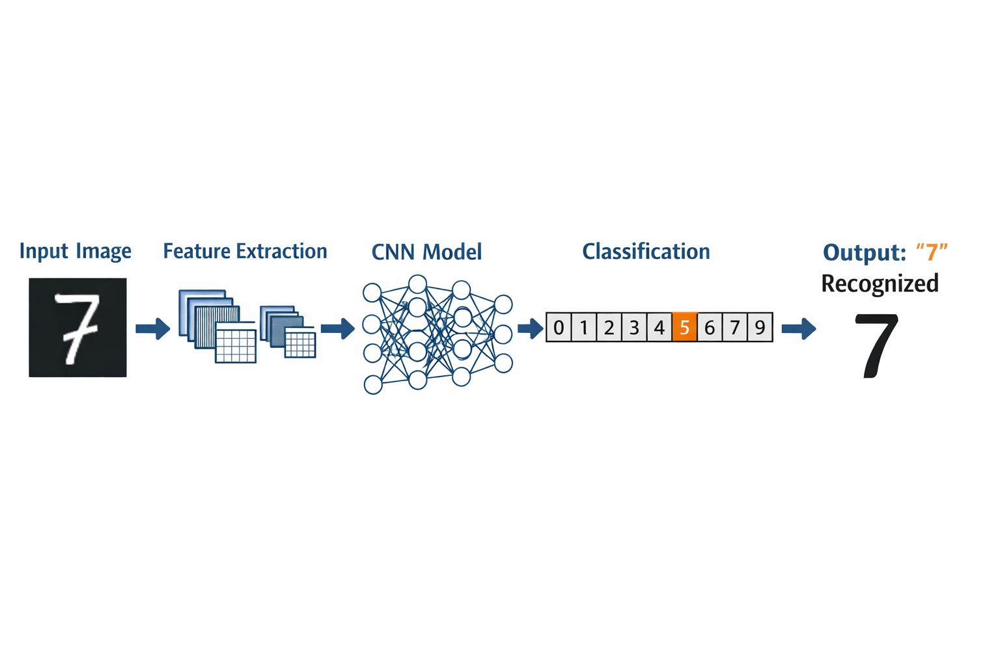 Input Image
7
Feature Extraction
CNN Model
Classification
0 1 2 3 4 5 6 7 9
Output: “7”
Recognized
7